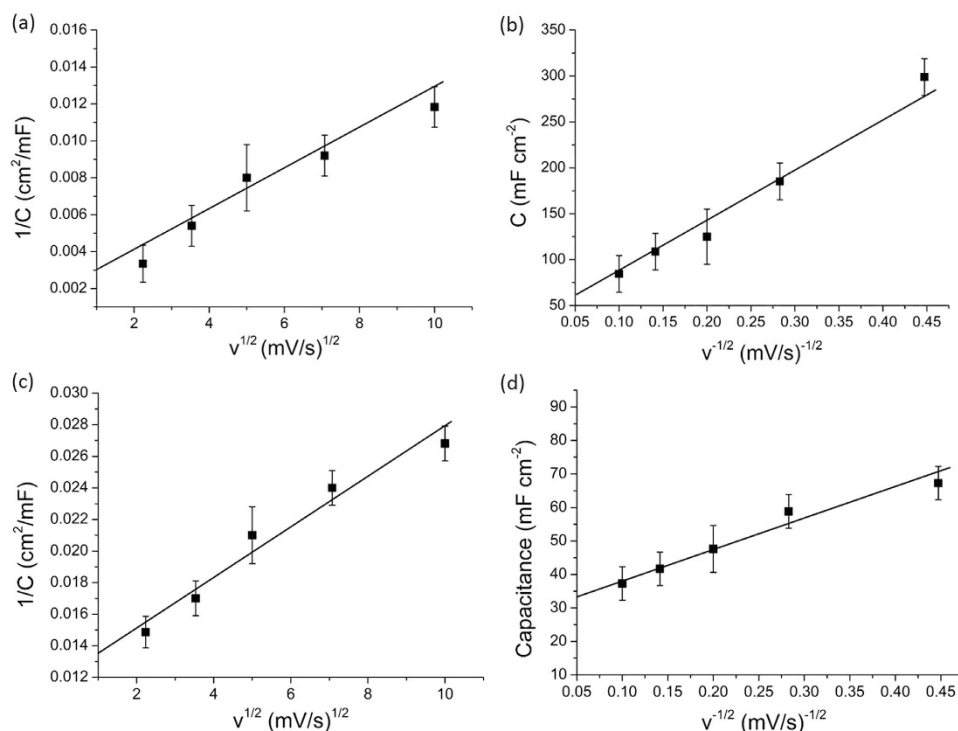 (a)
0.016
0.014
0.012
0.010
0.008
0.006
0.004
0.002
1/C (cm²/mF)
2 4 6 8 10
v^1/2 (mV/s)^1/2
(b)
350
300
250
200
150
100
50
C (mF cm⁻²)
0.05 0.10 0.15 0.20 0.25 0.30 0.35 0.40 0.45
v^-1/2 (mV/s)^-1/2
(c)
0.030
0.028
0.026
0.024
0.022
0.020
0.018
0.016
0.014
0.012
1/C (cm²/mF)
2 4 6 8 10
v^1/2 (mV/s)^1/2
(d)
90
80
70
60
50
40
30
20
10
Capacitance (mF cm⁻²)
0.05 0.10 0.15 0.20 0.25 0.30 0.35 0.40 0.45
v^-1/2 (mV/s)^-1/2